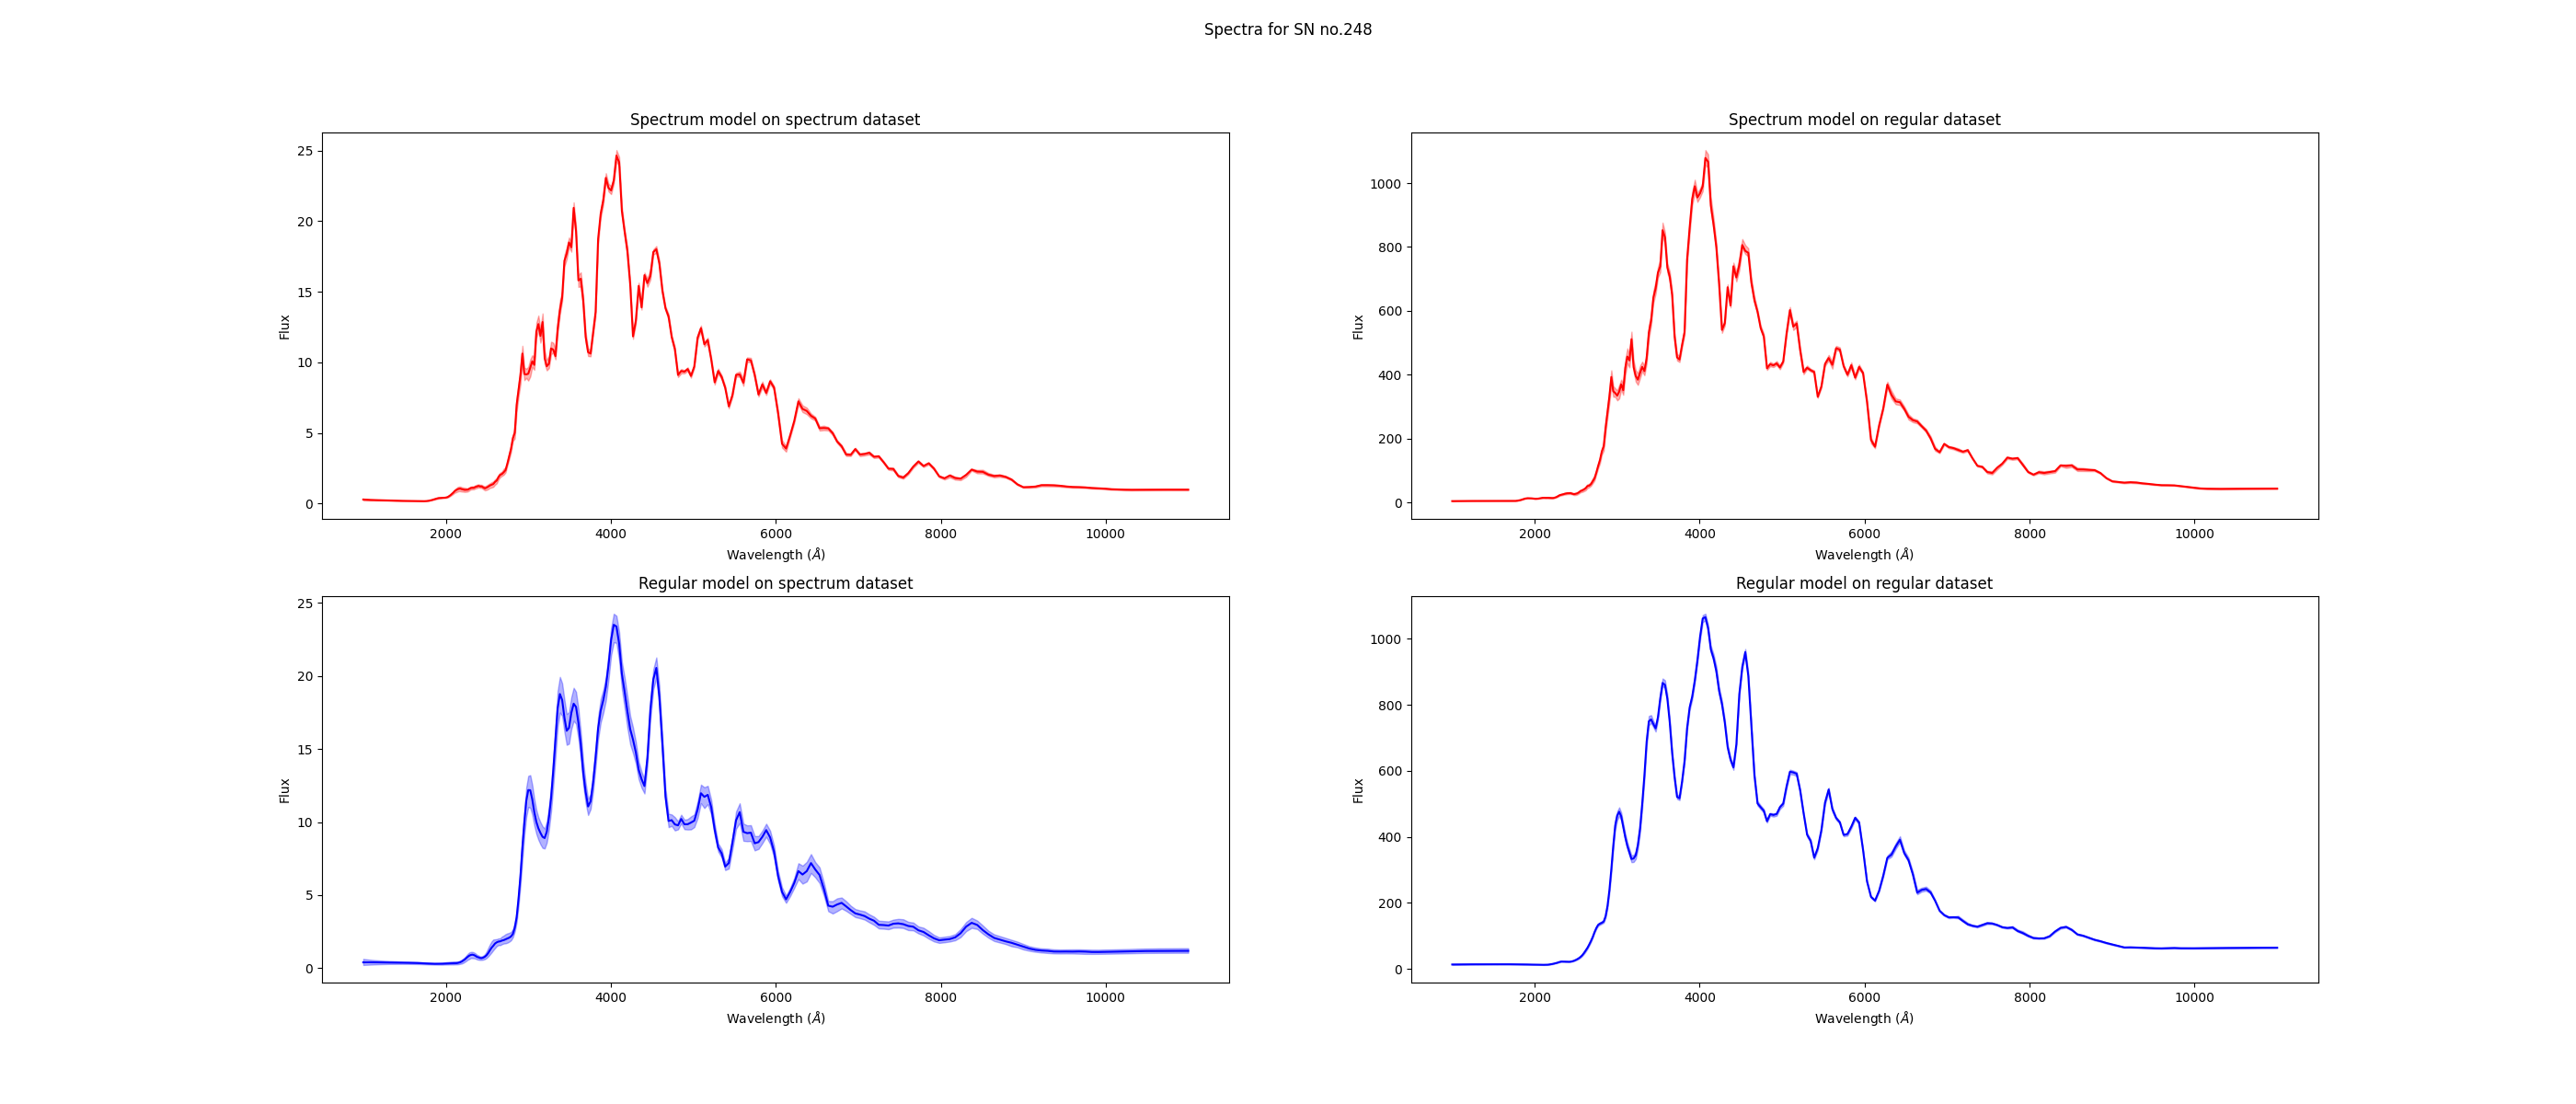 Spectra for SN no.248
Spectrum model on spectrum dataset
25
20
15
10
5
0
Flux
2000 4000 6000 8000 10000
Wavelength (Å)
Spectrum model on regular dataset
1000
800
600
400
200
0
Flux
2000 4000 6000 8000 10000
Wavelength (Å)
Regular model on spectrum dataset
25
20
15
10
5
0
Flux
2000 4000 6000 8000 10000
Wavelength (Å)
Regular model on regular dataset
1000
800
600
400
200
0
Flux
2000 4000 6000 8000 10000
Wavelength (Å)